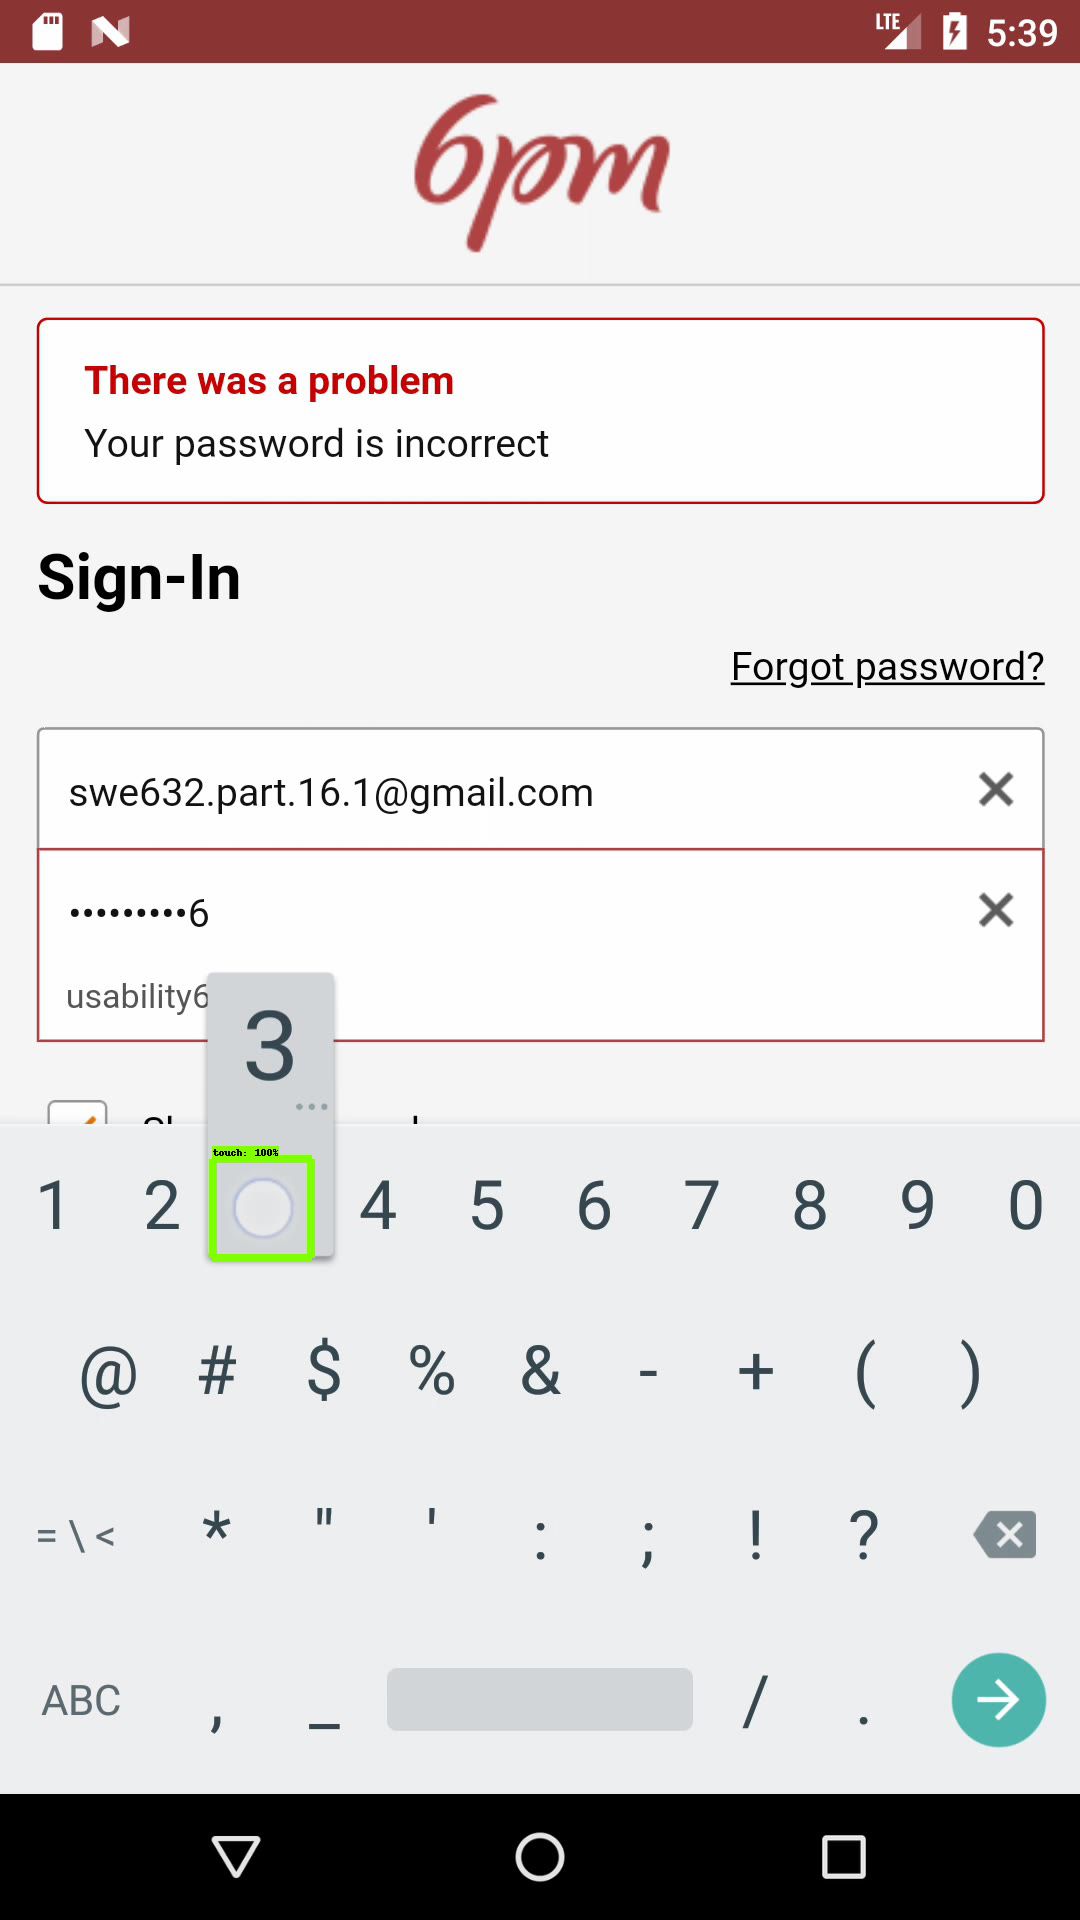 LTE 5:39
6pm
There was a problem
Your password is incorrect
Sign-In
Forgot password?
swe632.part.16.1@gmail.com
•••••••••6
usability6
3
...
touch: 100%
1 2 4 5 6 7 8 9 0
@ # $ % & - + ( )
= \ < * " ' : ; ! ?
ABC , _ / .